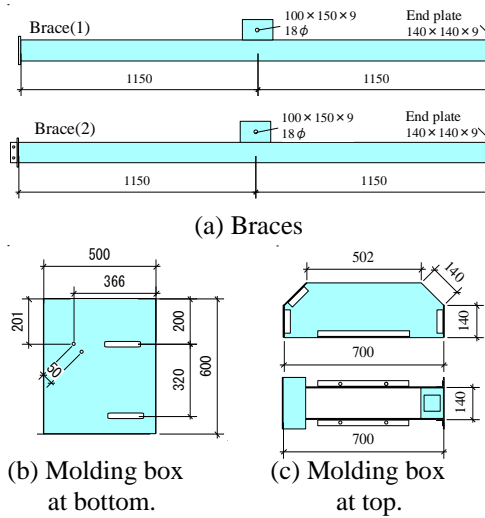 Brace(1)
100×150×9
18φ
End plate
140×140×9
1150
1150
Brace(2)
100×150×9
18φ
End plate
140×140×9
1150
1150
(a) Braces
500
366
201
200
50
320
600
502
140
140
700
140
700
(b) Molding box
at bottom.
(c) Molding box
at top.